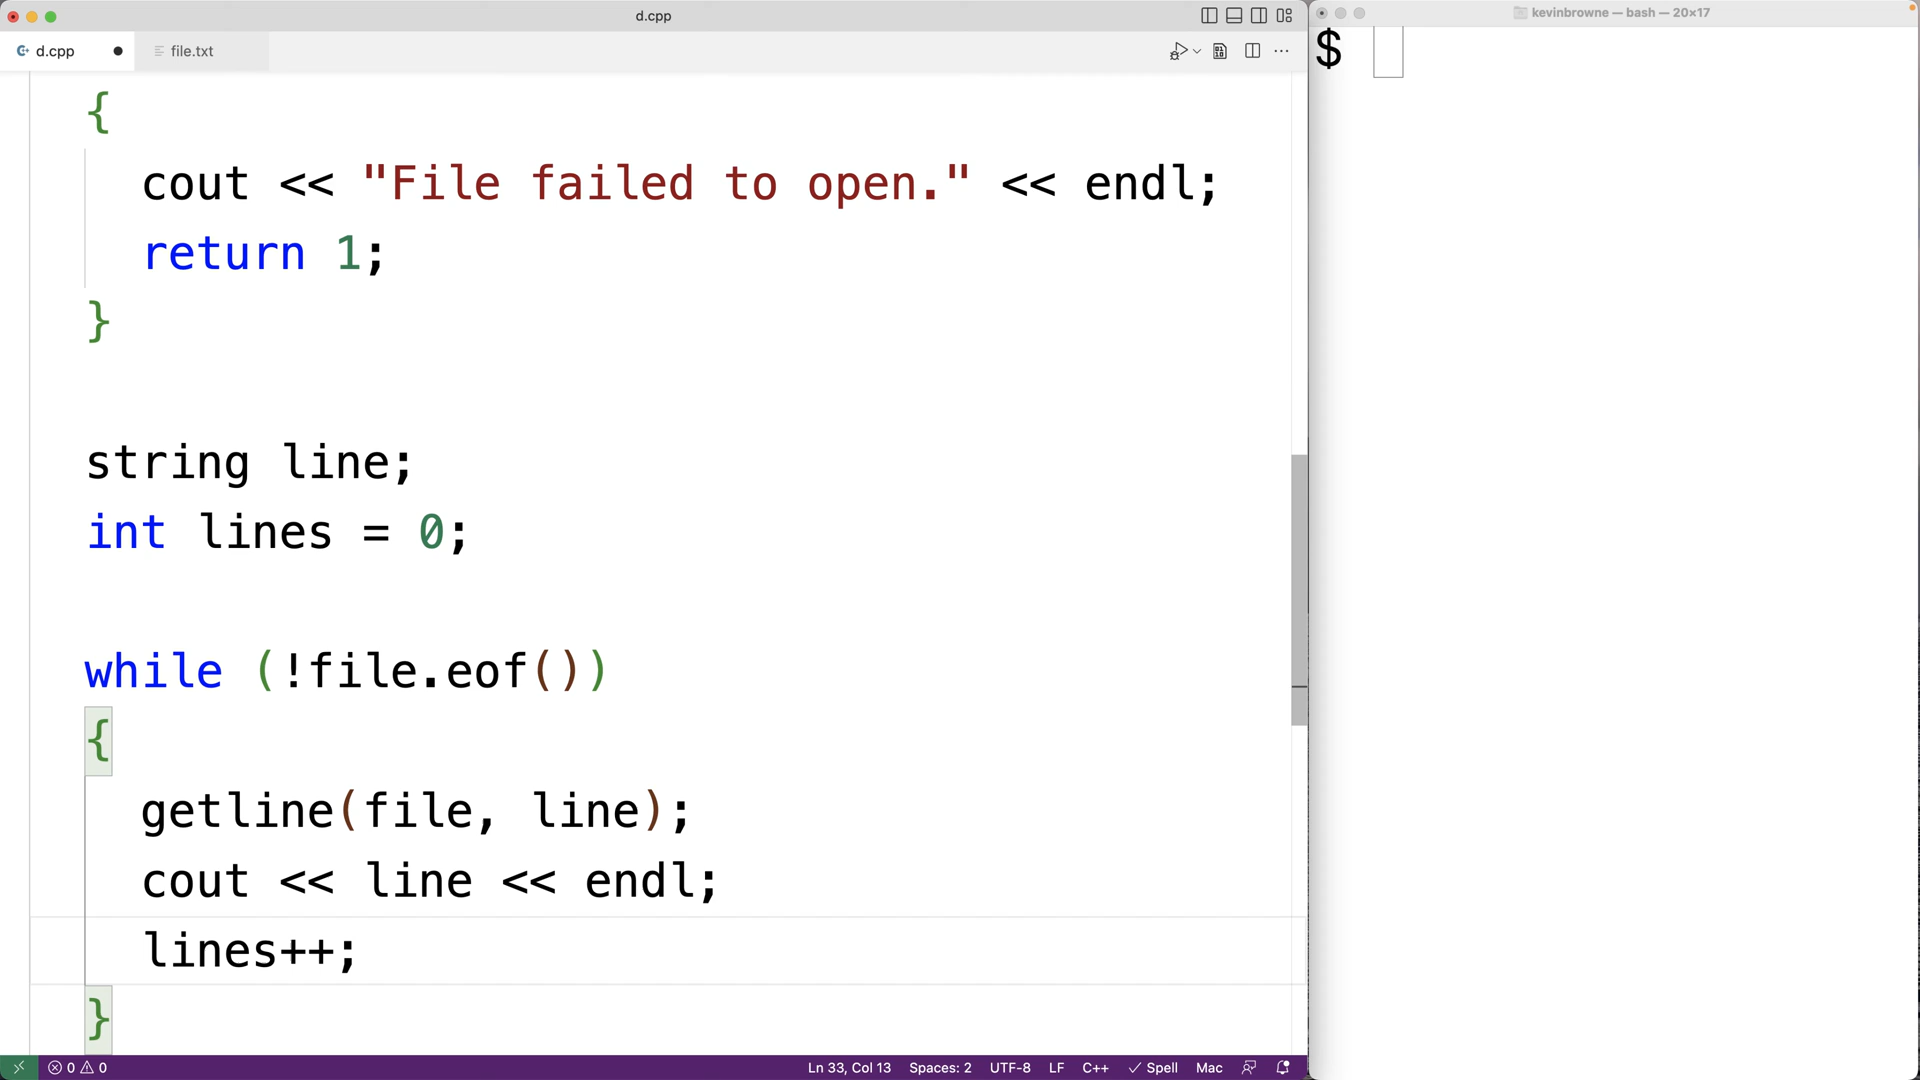 d.cpp
d.cpp
file.txt
{
cout << "File failed to open." << endl;
return 1;
}
string line;
int lines = 0;
while (!file.eof())
{
getline(file, line);
cout << line << endl;
lines++;
}
0 0
Ln 33, Col 13
Spaces: 2
UTF-8
LF
C++
Spell
Mac
kevinbrowne — bash — 20×17
$